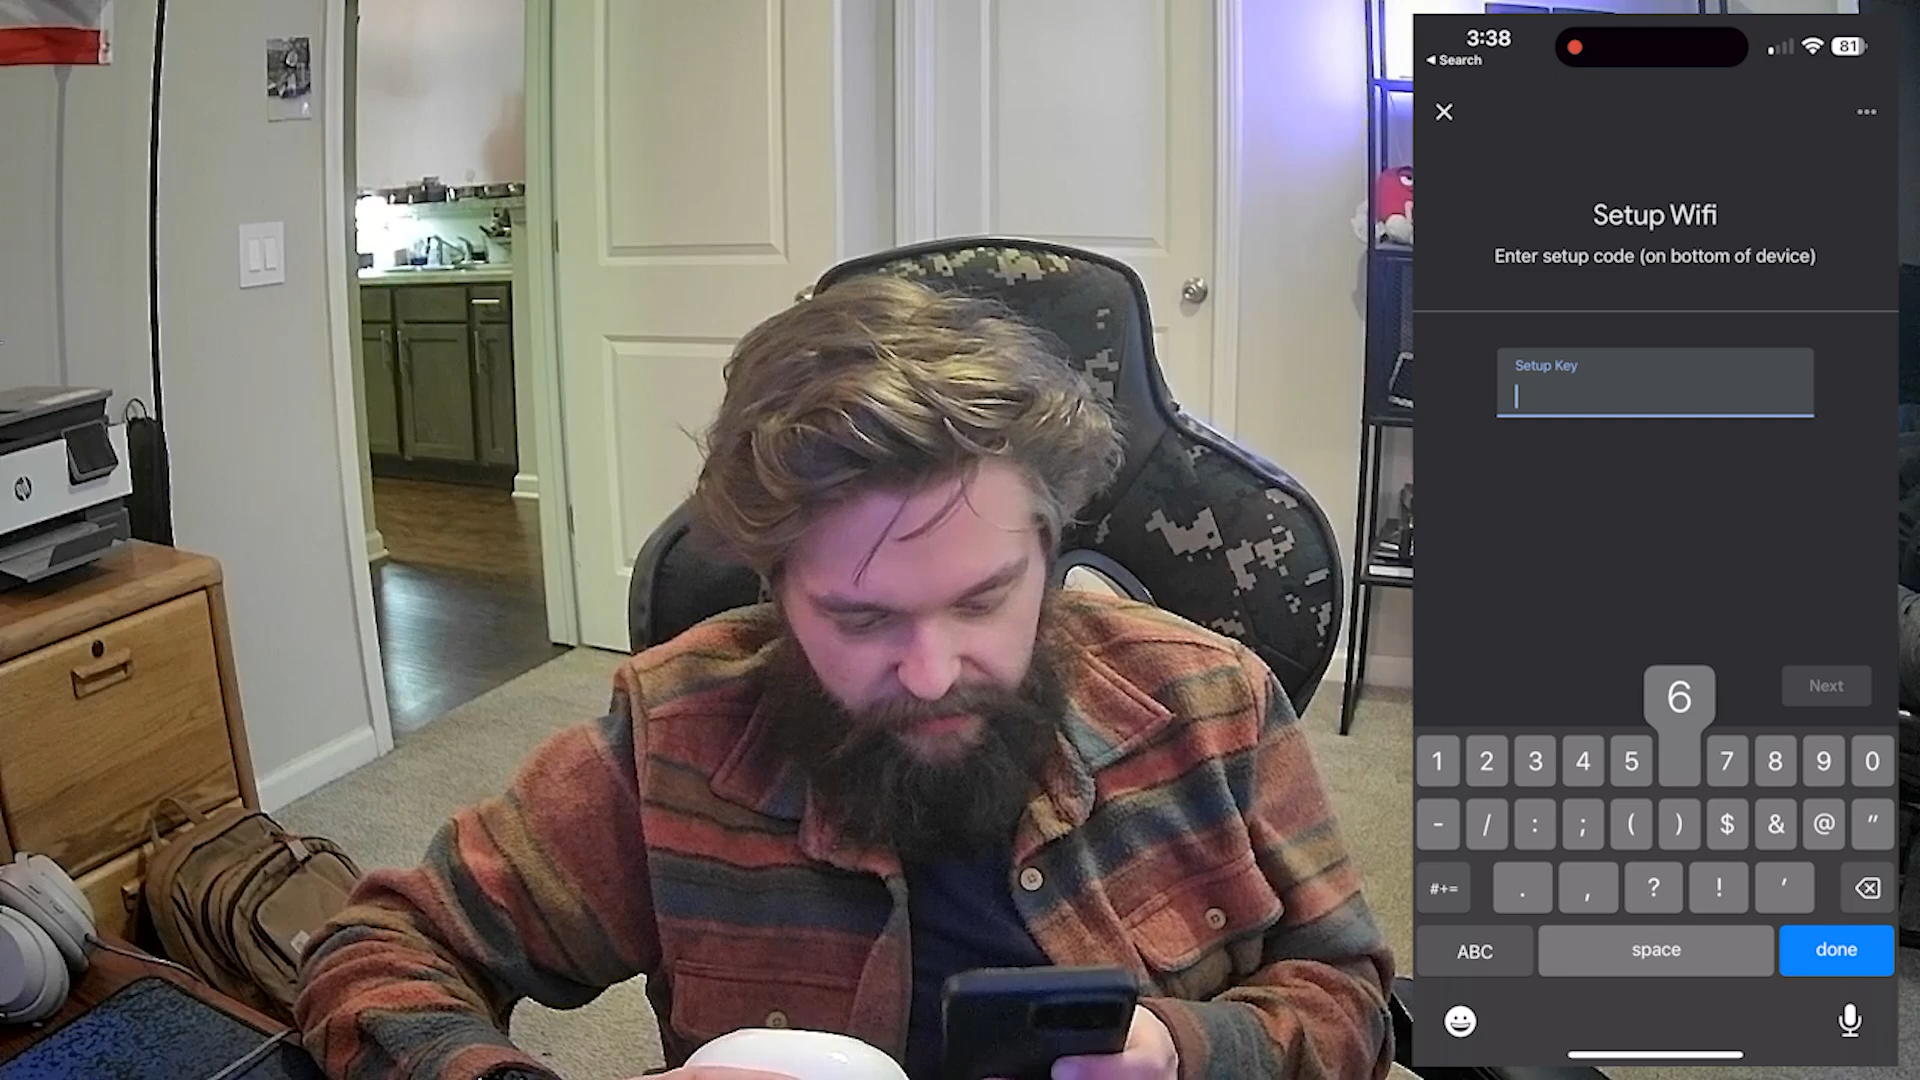 3:38
81
Search
Setup Wifi
Enter setup code (on bottom of device)
Setup Key
6
Next
1 2 3 4 5 7 8 9 0
- / : ; ( ) $ & @ "
#+= . , ? ! '
ABC space done
hp